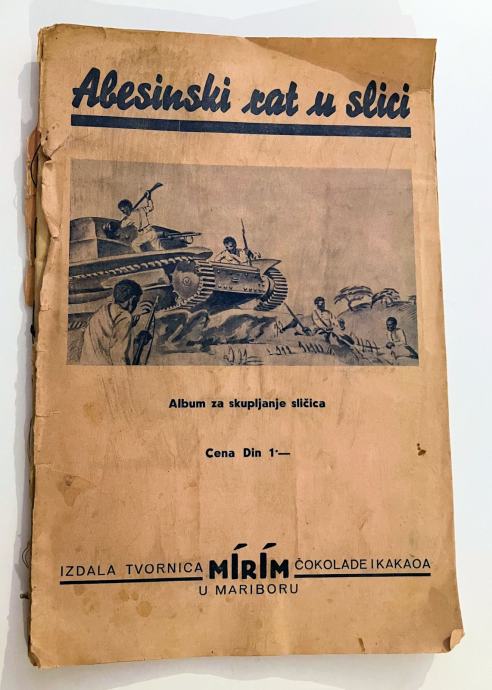 Abesinski rat u slici
Album za skupljanje sličica
Cena Din 1·—
IZDALA TVORNICA MÍRÍM ČOKOLADE I KAKAOA
U MARIBORU